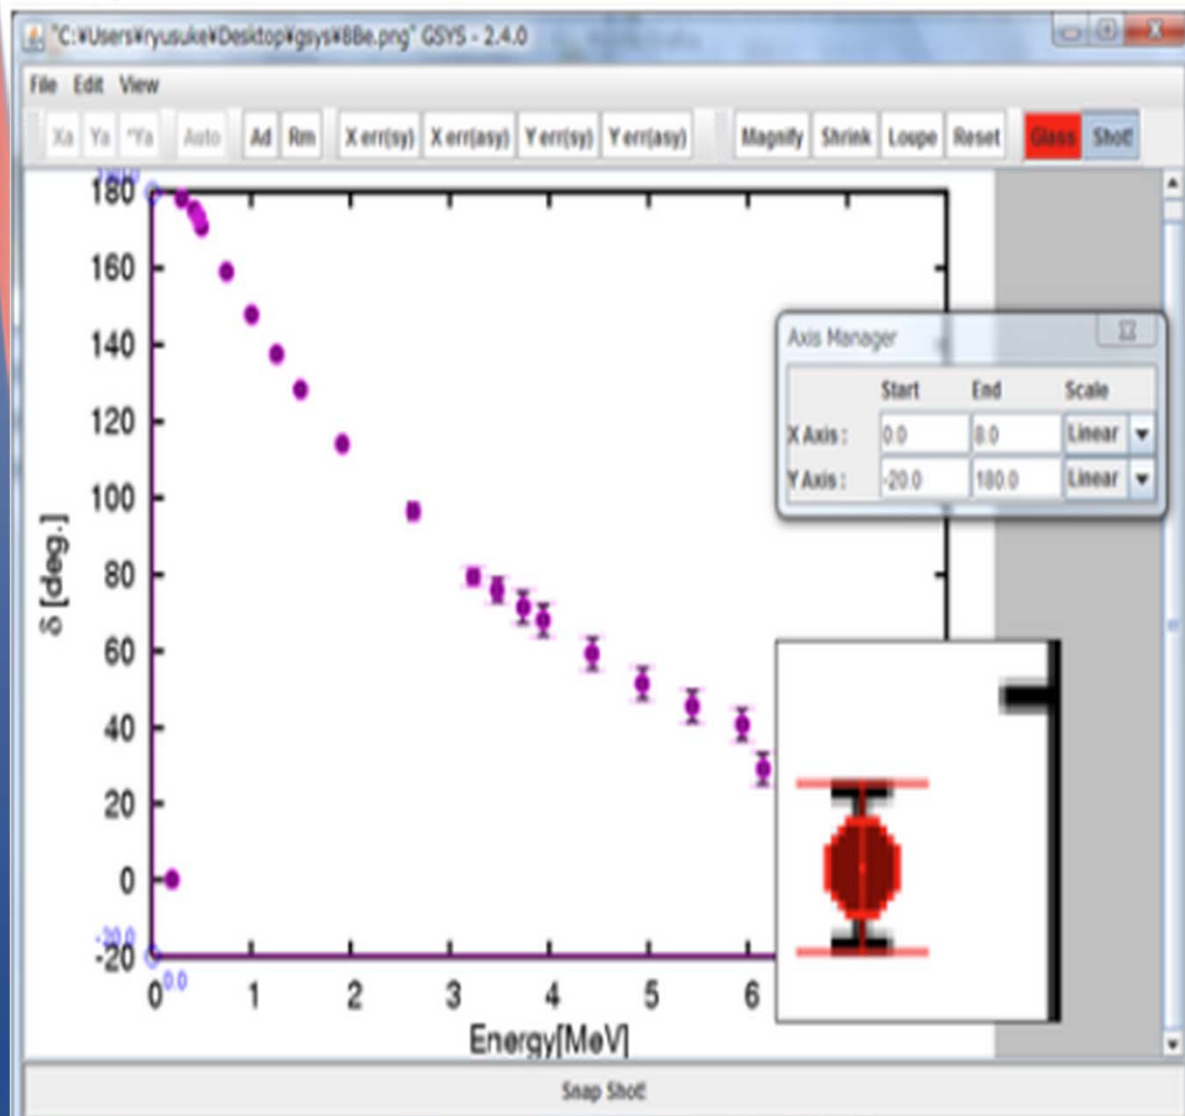 "C:¥Users¥ryusuke¥Desktop¥gsys¥8Be.png" GSYS - 2.4.0
File Edit View
Xa Ya *Ya Auto Ad Rm X err(sy) X err(asy) Y err(sy) Y err(asy) Magnify Shrink Loupe Reset Glass Shot!
180
160
140
120
100
80
60
40
20
0
-20.0
-20
0.0
0 1 2 3 4 5 6
δ [deg.]
Energy[MeV]
Axis Manager
Start End Scale
X Axis : 0.0 8.0 Linear
Y Axis : -20.0 180.0 Linear
Snap Shot!